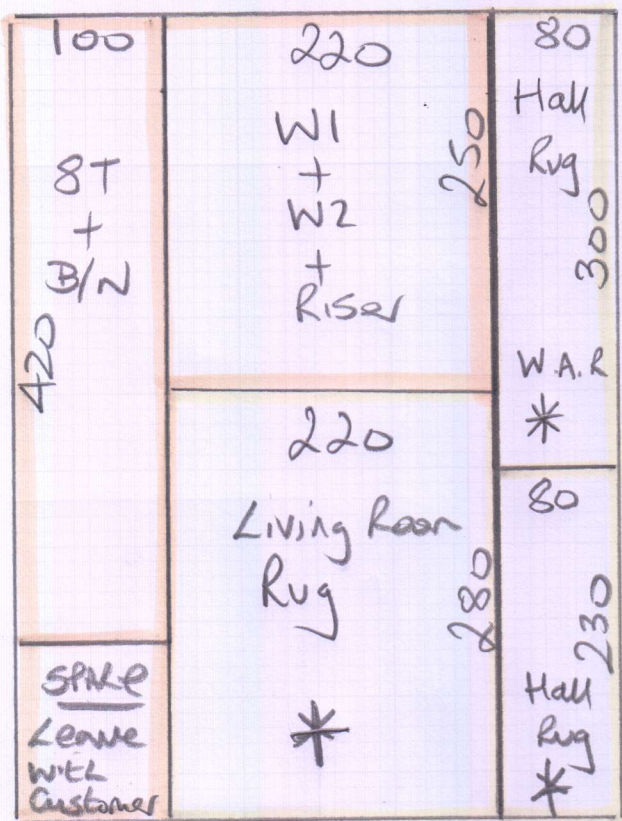 100
8T
+
B/N
420
SPARE
Leave
With
Customer
220
W1
+
W2
+
Riser
250
220
Living Room
Rug
*
280
80
Hall
Rug
300
W.A.R
*
80
230
Hall
Rug
*